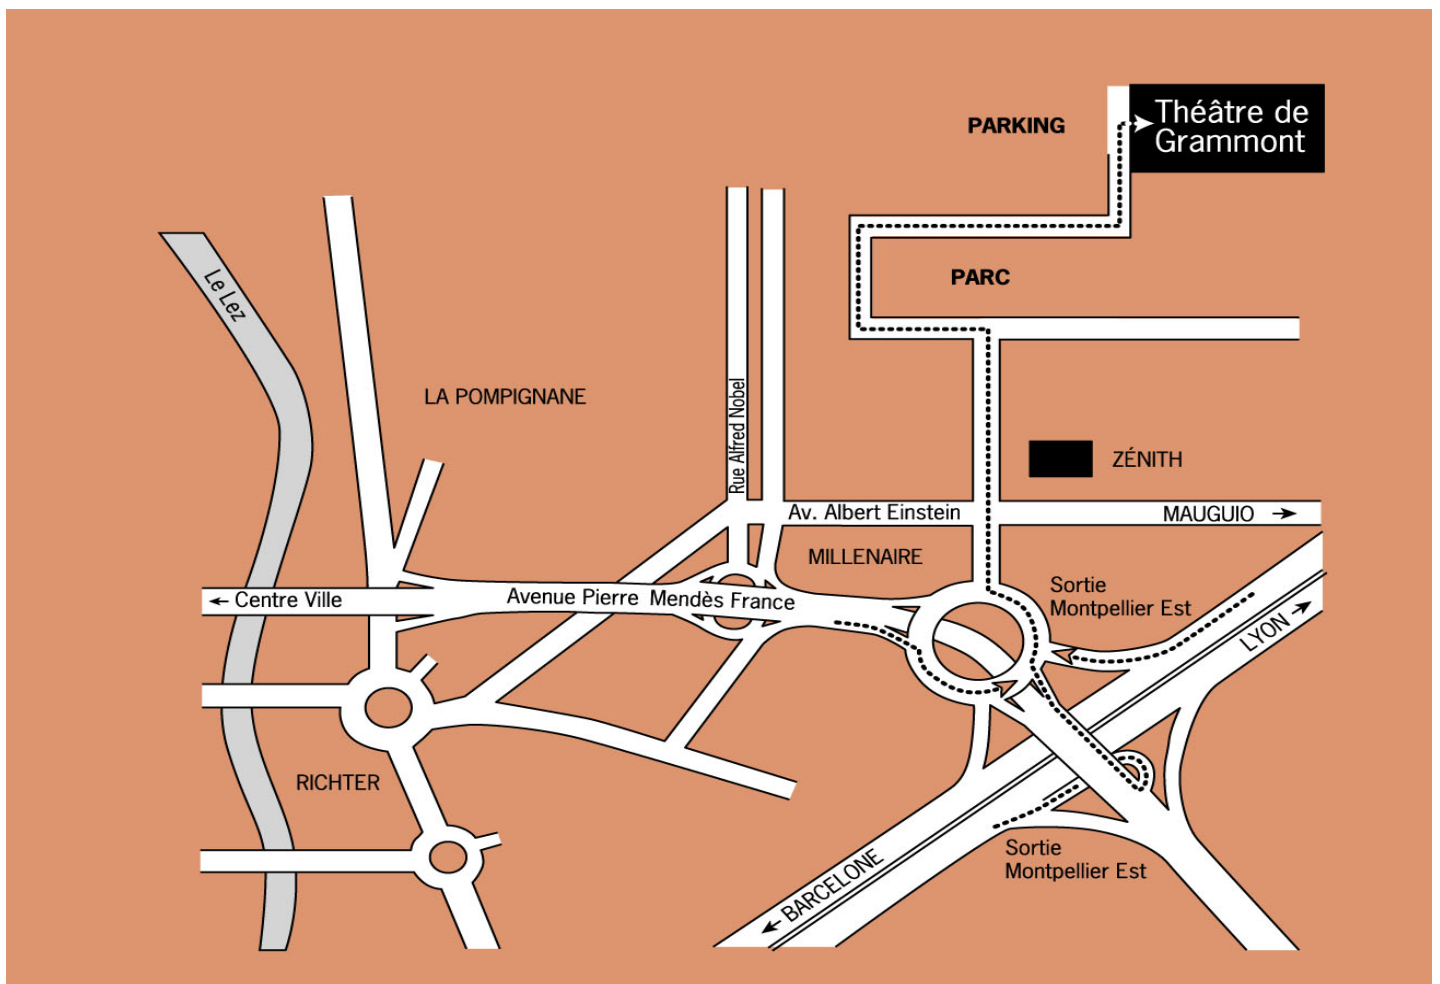 PARKING
Théâtre de
Grammont
PARC
Le Lez
LA POMPIGNANE
Rue Alfred Nobel
ZÉNITH
Av. Albert Einstein
MAUGUIO
MILLENAIRE
Sortie
Montpellier Est
Centre Ville
Avenue Pierre Mendès France
LYON
RICHTER
Sortie
Montpellier Est
BARCELONE